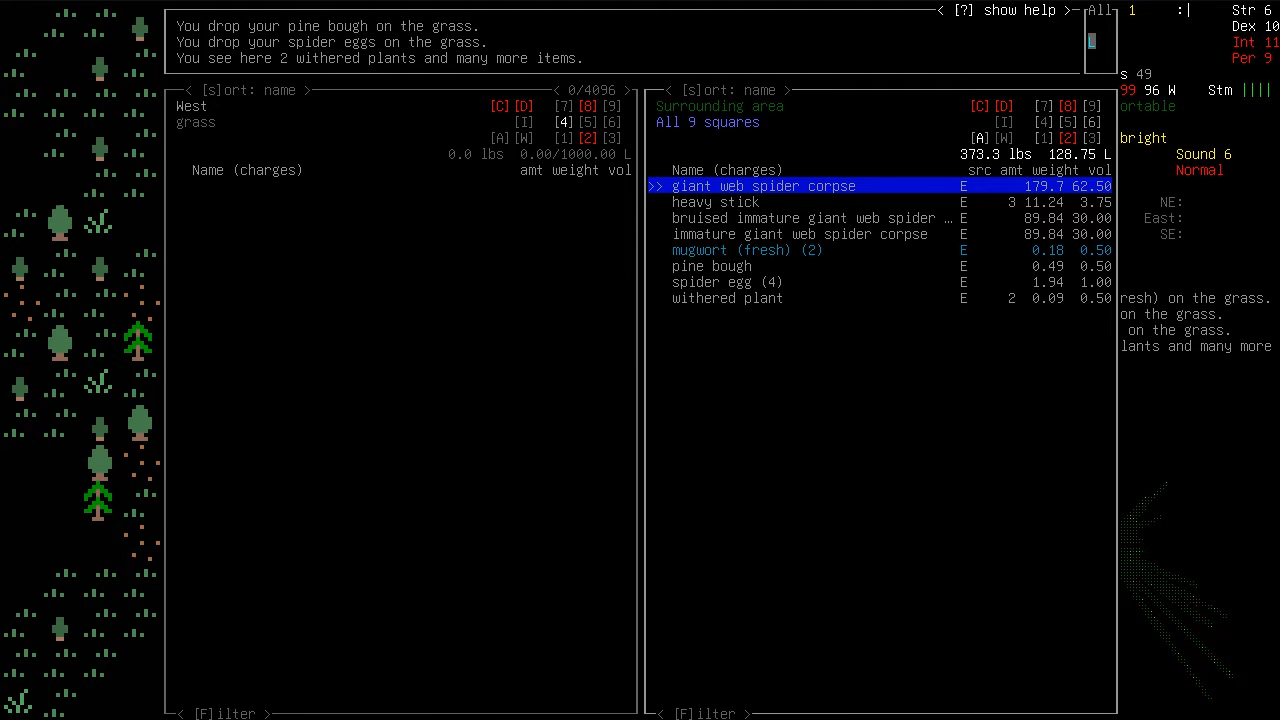 < [?] show help > All 1 :| Str 6
You drop your pine bough on the grass. Dex 10
You drop your spider eggs on the grass. L Int 11
You see here 2 withered plants and many more items. Per 9
s 49
< [s]ort: name > < 0/4096 > < [s]ort: name > 99 96 W Stm ||||
West [C][D] [7][8][9] Surrounding area [C][D] [7][8][9] ortable
grass [I] [4][5][6] All 9 squares [I] [4][5][6]
[A][W] [1][2][3] [A][W] [1][2][3] bright
0.0 lbs 0.00/1000.00 L 373.3 lbs 128.75 L Sound 6
Name (charges) amt weight vol Name (charges) src amt weight vol Normal
>> giant web spider corpse E 179.7 62.50
heavy stick E 3 11.24 3.75 NE:
bruised immature giant web spider … E 89.84 30.00 East:
immature giant web spider corpse E 89.84 30.00 SE:
mugwort (fresh) (2) E 0.18 0.50
pine bough E 0.49 0.50
spider egg (4) E 1.94 1.00
withered plant E 2 0.09 0.50 resh) on the grass.
on the grass.
on the grass.
lants and many more
< [F]ilter > < [F]ilter >